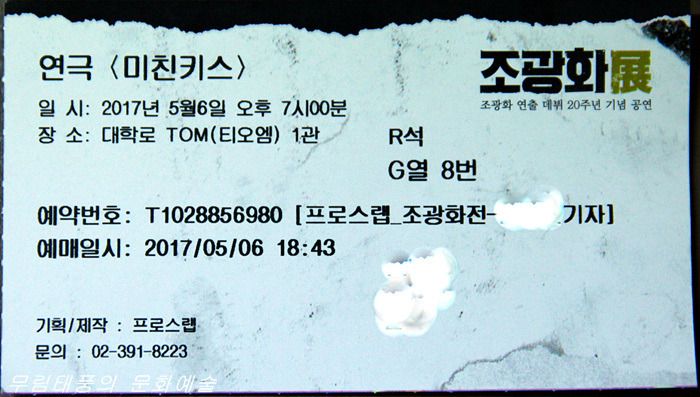 연극 〈미친키스〉
조광화展
조광화 연출 데뷔 20주년 기념 공연
일 시: 2017년 5월6일 오후 7시00분
장 소: 대학로 TOM(티오엠) 1관
R석
G열 8번
예약번호: T1028856980 [프로스랩_조광화전- 기자]
예매일시: 2017/05/06 18:43
기획/제작 : 프로스랩
문의 : 02-391-8223
무림태풍의 문화예술